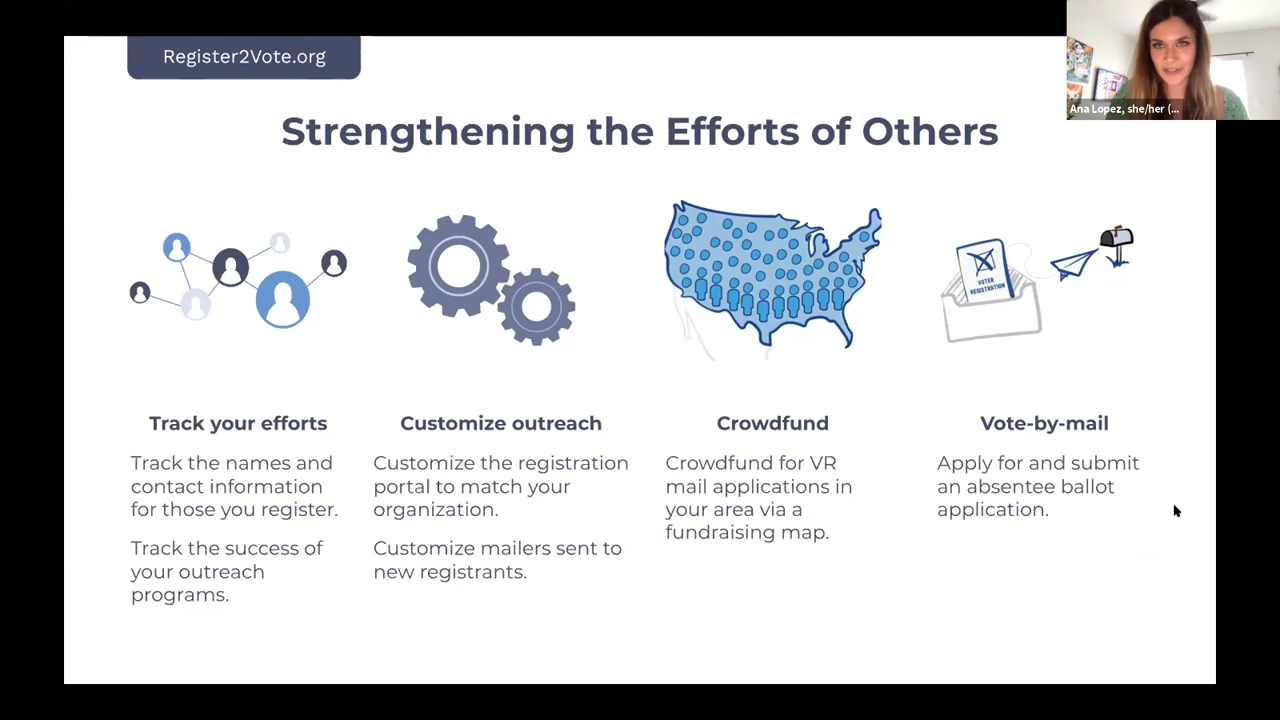 Register2Vote.org
Ana Lopez, she/her (...
Strengthening the Efforts of Others
VOTER
REGISTRATION
Track your efforts
Track the names and
contact information
for those you register.
Track the success of
your outreach
programs.
Customize outreach
Customize the registration
portal to match your
organization.
Customize mailers sent to
new registrants.
Crowdfund
Crowdfund for VR
mail applications in
your area via a
fundraising map.
Vote-by-mail
Apply for and submit
an absentee ballot
application.